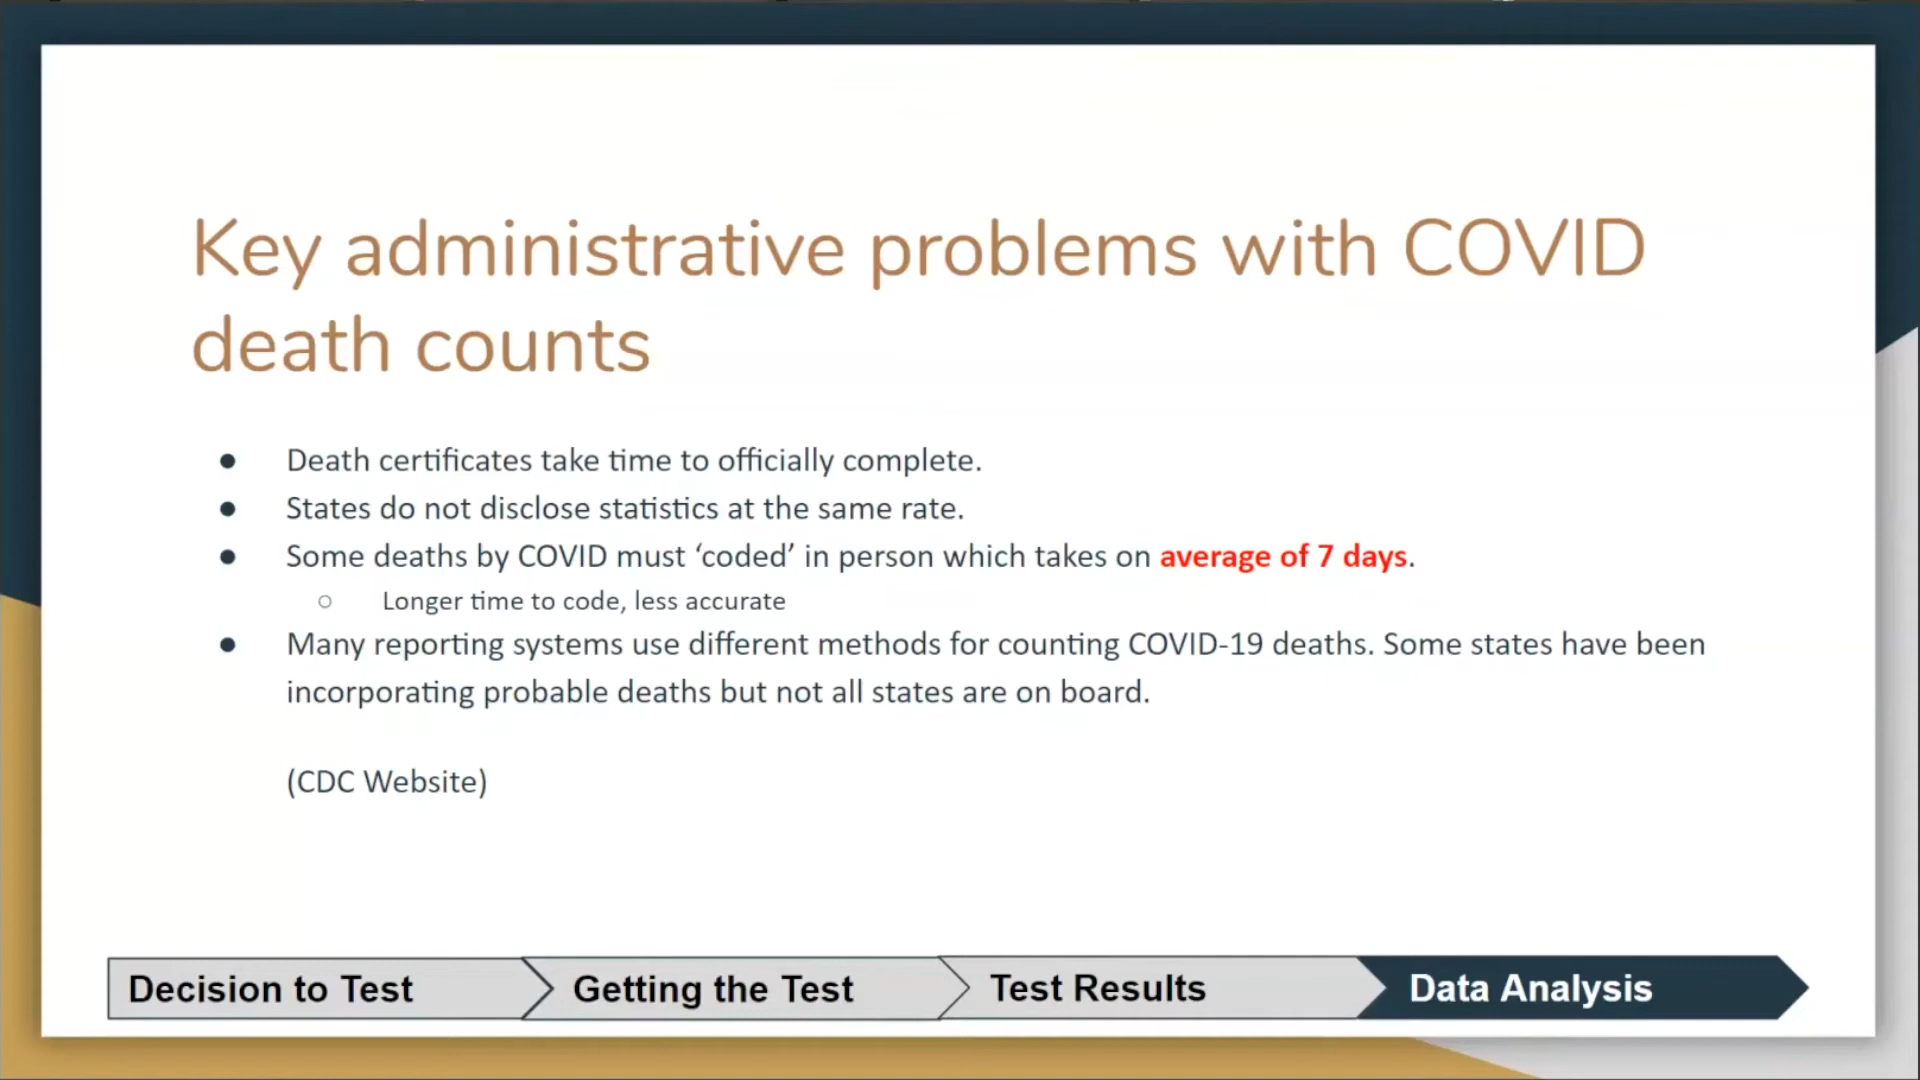 Key administrative problems with COVID
death counts
● Death certificates take time to officially complete.
● States do not disclose statistics at the same rate.
● Some deaths by COVID must ‘coded’ in person which takes on average of 7 days.
○ Longer time to code, less accurate
● Many reporting systems use different methods for counting COVID-19 deaths. Some states have been
incorporating probable deaths but not all states are on board.
(CDC Website)
Decision to Test
Getting the Test
Test Results
Data Analysis